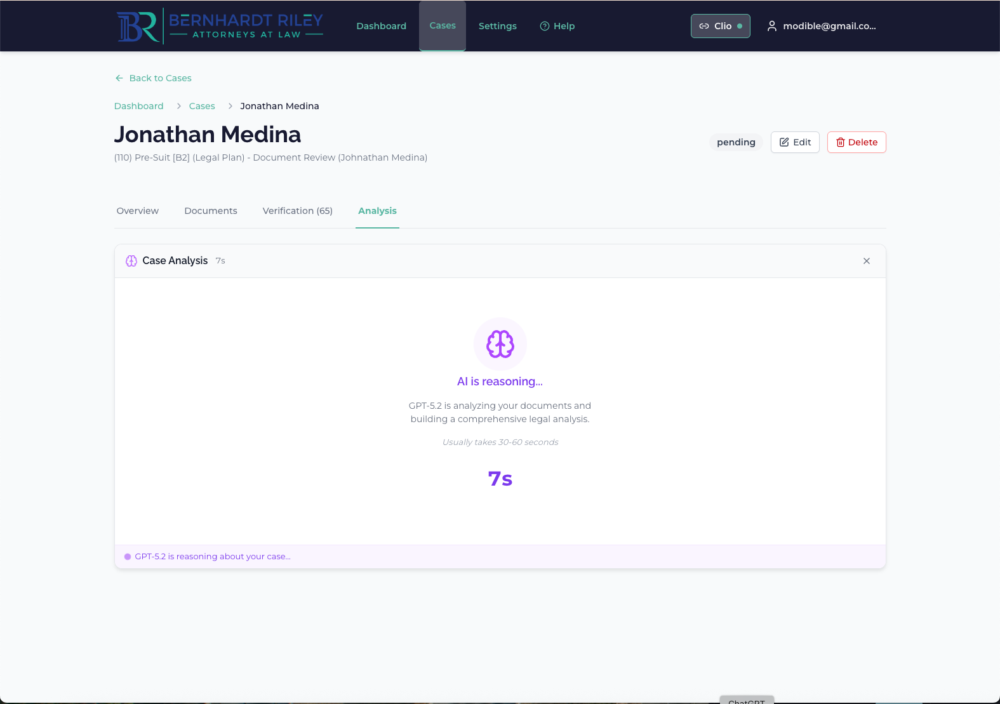 BERNHARDT RILEY
ATTORNEYS AT LAW
Dashboard
Cases
Settings
Help
Clio
modible@gmail.co...
Back to Cases
Dashboard > Cases > Jonathan Medina
Jonathan Medina
(110) Pre-Suit [B2] (Legal Plan) - Document Review (Johnathan Medina)
pending
Edit
Delete
Overview
Documents
Verification (65)
Analysis
Case Analysis 7s
AI is reasoning...
GPT-5.2 is analyzing your documents and
building a comprehensive legal analysis.
Usually takes 30-60 seconds
7s
GPT-5.2 is reasoning about your case...
ChatGPT